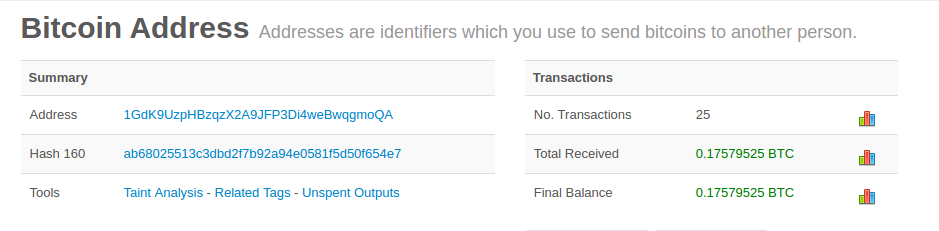 Bitcoin Address Addresses are identifiers which you use to send bitcoins to another person.
Summary
Address 1GdK9UzpHBzqzX2A9JFP3Di4weBwqgmoQA
Hash 160 ab68025513c3dbd2f7b92a94e0581f5d50f654e7
Tools Taint Analysis - Related Tags - Unspent Outputs
Transactions
No. Transactions 25
Total Received 0.17579525 BTC
Final Balance 0.17579525 BTC